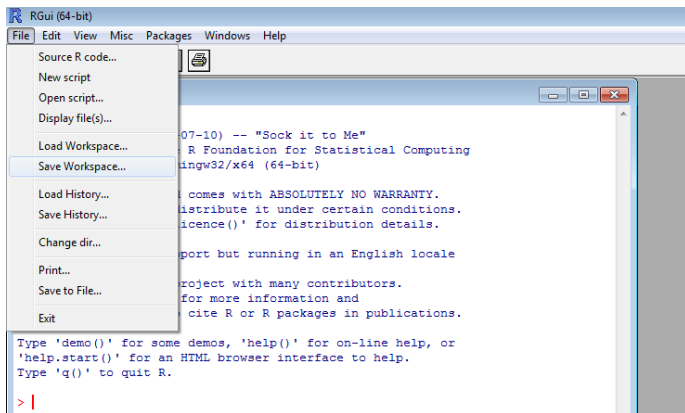 RGui (64-bit)
File Edit View Misc Packages Windows Help
Source R code...
New script
Open script...
Display file(s)...
Load Workspace...
Save Workspace...
Load History...
Save History...
Change dir...
Print...
Save to File...
Exit
07-10) -- "Sock it to Me"
R Foundation for Statistical Computing
ingw32/x64 (64-bit)
comes with ABSOLUTELY NO WARRANTY.
istribute it under certain conditions.
icence()' for distribution details.
port but running in an English locale
roject with many contributors.
for more information and
cite R or R packages in publications.
Type 'demo()' for some demos, 'help()' for on-line help, or
'help.start()' for an HTML browser interface to help.
Type 'q()' to quit R.
>